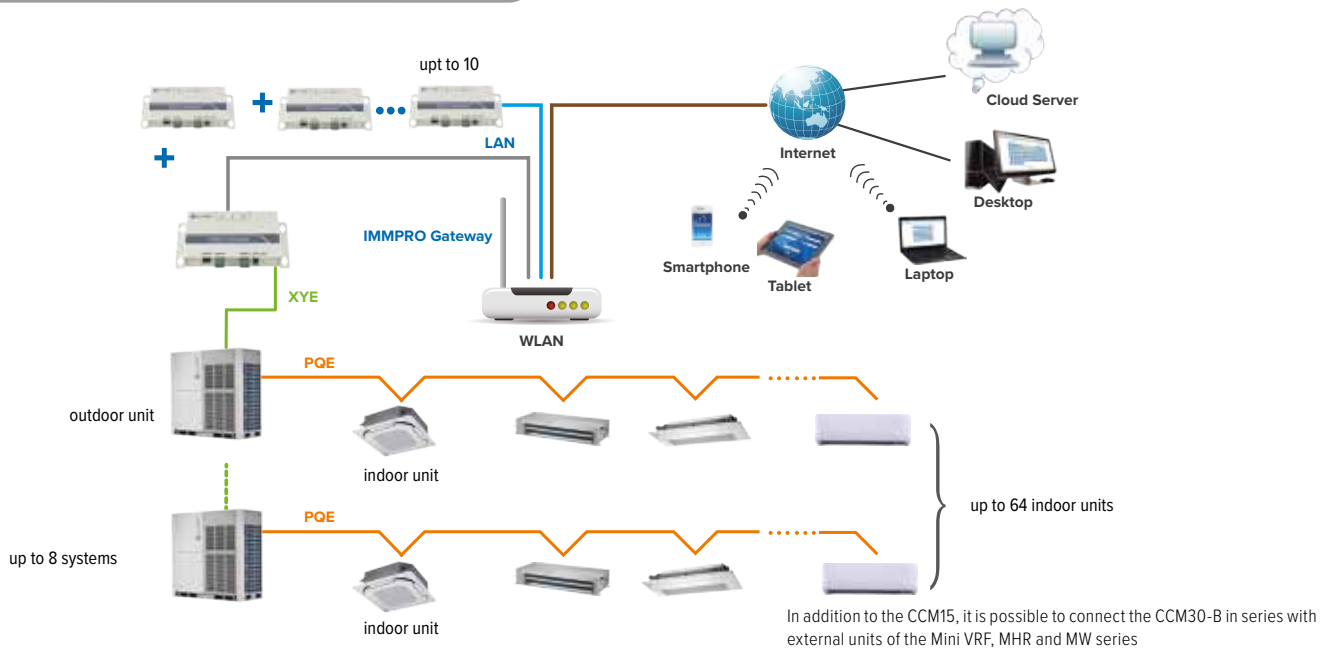 upt to 10
Cloud Server
LAN
Internet
Desktop
IMMPRO Gateway
Smartphone
Tablet
Laptop
XYE
WLAN
PQE
outdoor unit
indoor unit
up to 64 indoor units
PQE
up to 8 systems
indoor unit
In addition to the CCM15, it is possible to connect the CCM30-B in series with
external units of the Mini VRF, MHR and MW series